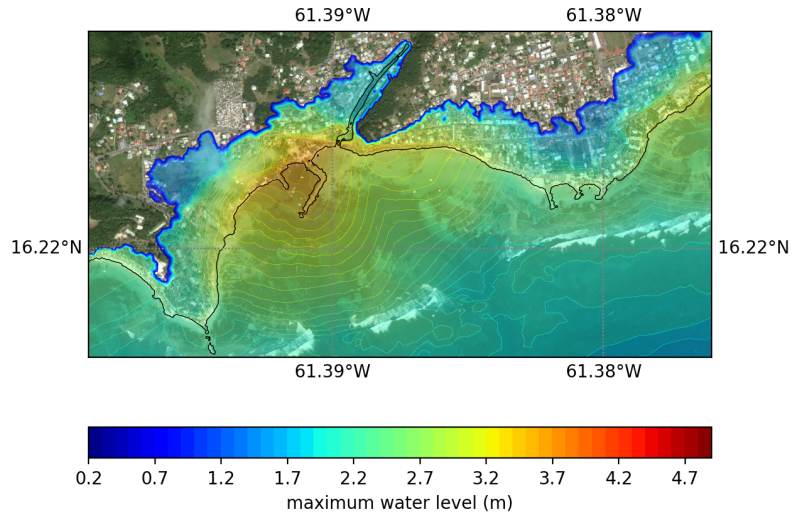 61.39°W 61.38°W
16.22°N 16.22°N
61.39°W 61.38°W
0.2 0.7 1.2 1.7 2.2 2.7 3.2 3.7 4.2 4.7
maximum water level (m)